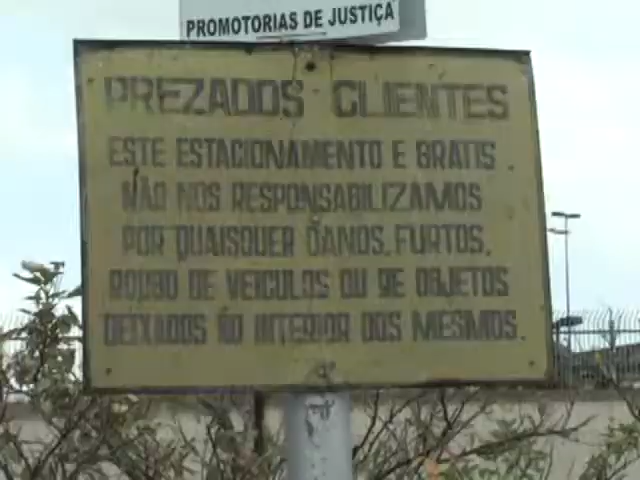 PROMOTORIAS DE JUSTIÇA
PREZADOS CLIENTES
ESTE ESTACIONAMENTO E GRATIS.
NÃO NOS RESPONSABILIZAMOS
POR QUAISQUER DANOS, FURTOS,
ROUBO DE VEICULOS OU DE OBJETOS
DEIXADOS NO INTERIOR DOS MESMOS.